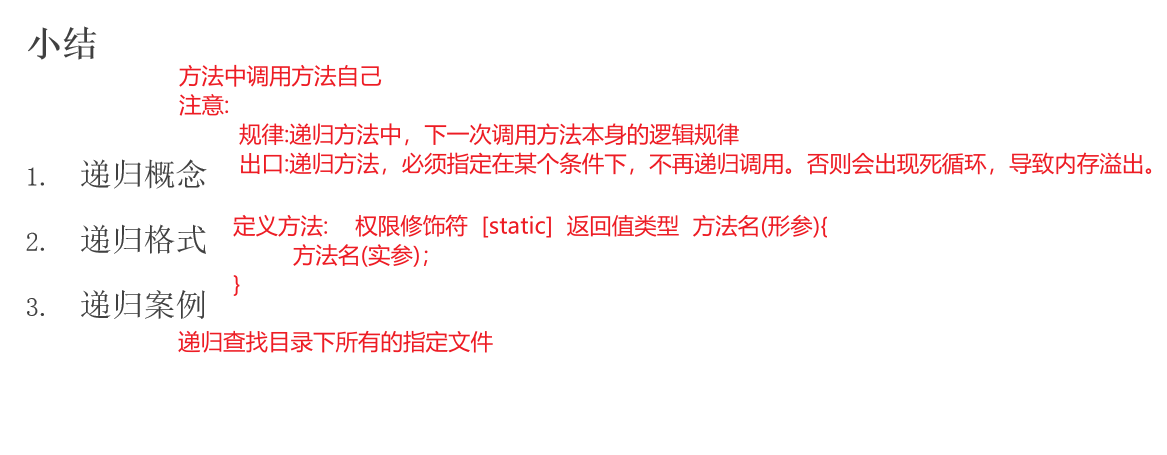 小结
方法中调用方法自己
注意:
规律:递归方法中，下一次调用方法本身的逻辑规律
出口:递归方法，必须指定在某个条件下，不再递归调用。否则会出现死循环，导致内存溢出。
1. 递归概念
2. 递归格式
定义方法: 权限修饰符 [static] 返回值类型 方法名(形参){
方法名(实参);
}
3. 递归案例
递归查找目录下所有的指定文件